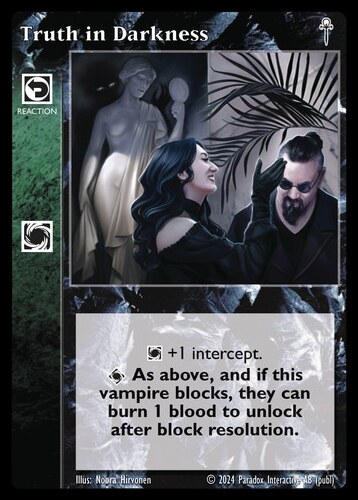 Truth in Darkness
REACTION
+1 intercept.
As above, and if this
vampire blocks, they can
burn 1 blood to unlock
after block resolution.
Illus: Noora Hirvonen © 2024 Paradox Interactive AB (publ)